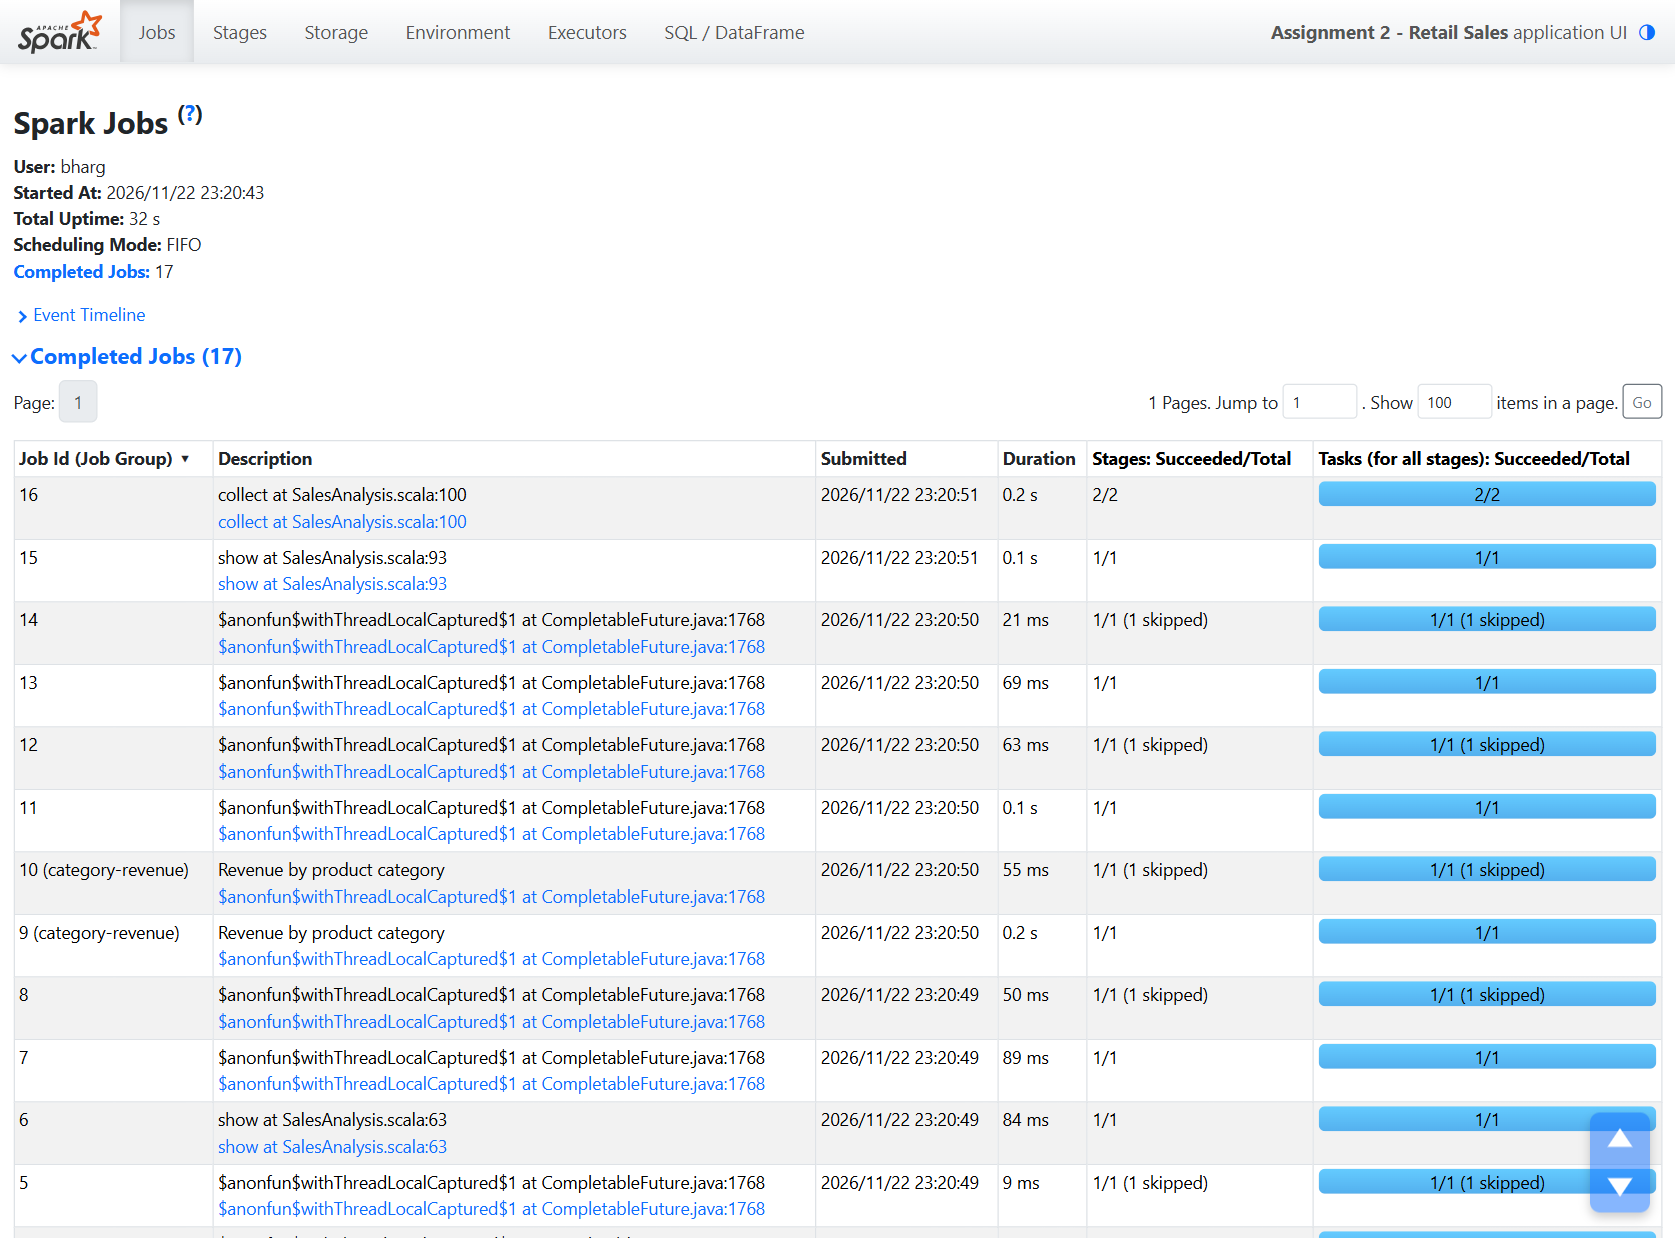 APACHE Spark Jobs Stages Storage Environment Executors SQL / DataFrame Assignment 2 - Retail Sales application UI
Spark Jobs (?)
User: bharg
Started At: 2026/11/22 23:20:43
Total Uptime: 32 s
Scheduling Mode: FIFO
Completed Jobs: 17
Event Timeline
Completed Jobs (17)
Page: 1 1 Pages. Jump to 1 . Show 100 items in a page. Go
Job Id (Job Group) ▾ Description Submitted Duration Stages: Succeeded/Total Tasks (for all stages): Succeeded/Total
16 collect at SalesAnalysis.scala:100 2026/11/22 23:20:51 0.2 s 2/2 2/2
collect at SalesAnalysis.scala:100
15 show at SalesAnalysis.scala:93 2026/11/22 23:20:51 0.1 s 1/1 1/1
show at SalesAnalysis.scala:93
14 $anonfun$withThreadLocalCaptured$1 at CompletableFuture.java:1768 2026/11/22 23:20:50 21 ms 1/1 (1 skipped) 1/1 (1 skipped)
$anonfun$withThreadLocalCaptured$1 at CompletableFuture.java:1768
13 $anonfun$withThreadLocalCaptured$1 at CompletableFuture.java:1768 2026/11/22 23:20:50 69 ms 1/1 1/1
$anonfun$withThreadLocalCaptured$1 at CompletableFuture.java:1768
12 $anonfun$withThreadLocalCaptured$1 at CompletableFuture.java:1768 2026/11/22 23:20:50 63 ms 1/1 (1 skipped) 1/1 (1 skipped)
$anonfun$withThreadLocalCaptured$1 at CompletableFuture.java:1768
11 $anonfun$withThreadLocalCaptured$1 at CompletableFuture.java:1768 2026/11/22 23:20:50 0.1 s 1/1 1/1
$anonfun$withThreadLocalCaptured$1 at CompletableFuture.java:1768
10 (category-revenue) Revenue by product category 2026/11/22 23:20:50 55 ms 1/1 (1 skipped) 1/1 (1 skipped)
$anonfun$withThreadLocalCaptured$1 at CompletableFuture.java:1768
9 (category-revenue) Revenue by product category 2026/11/22 23:20:50 0.2 s 1/1 1/1
$anonfun$withThreadLocalCaptured$1 at CompletableFuture.java:1768
8 $anonfun$withThreadLocalCaptured$1 at CompletableFuture.java:1768 2026/11/22 23:20:49 50 ms 1/1 (1 skipped) 1/1 (1 skipped)
$anonfun$withThreadLocalCaptured$1 at CompletableFuture.java:1768
7 $anonfun$withThreadLocalCaptured$1 at CompletableFuture.java:1768 2026/11/22 23:20:49 89 ms 1/1 1/1
$anonfun$withThreadLocalCaptured$1 at CompletableFuture.java:1768
6 show at SalesAnalysis.scala:63 2026/11/22 23:20:49 84 ms 1/1 1/1
show at SalesAnalysis.scala:63
5 $anonfun$withThreadLocalCaptured$1 at CompletableFuture.java:1768 2026/11/22 23:20:49 9 ms 1/1 (1 skipped) 1/1 (1 skipped)
$anonfun$withThreadLocalCaptured$1 at CompletableFuture.java:1768